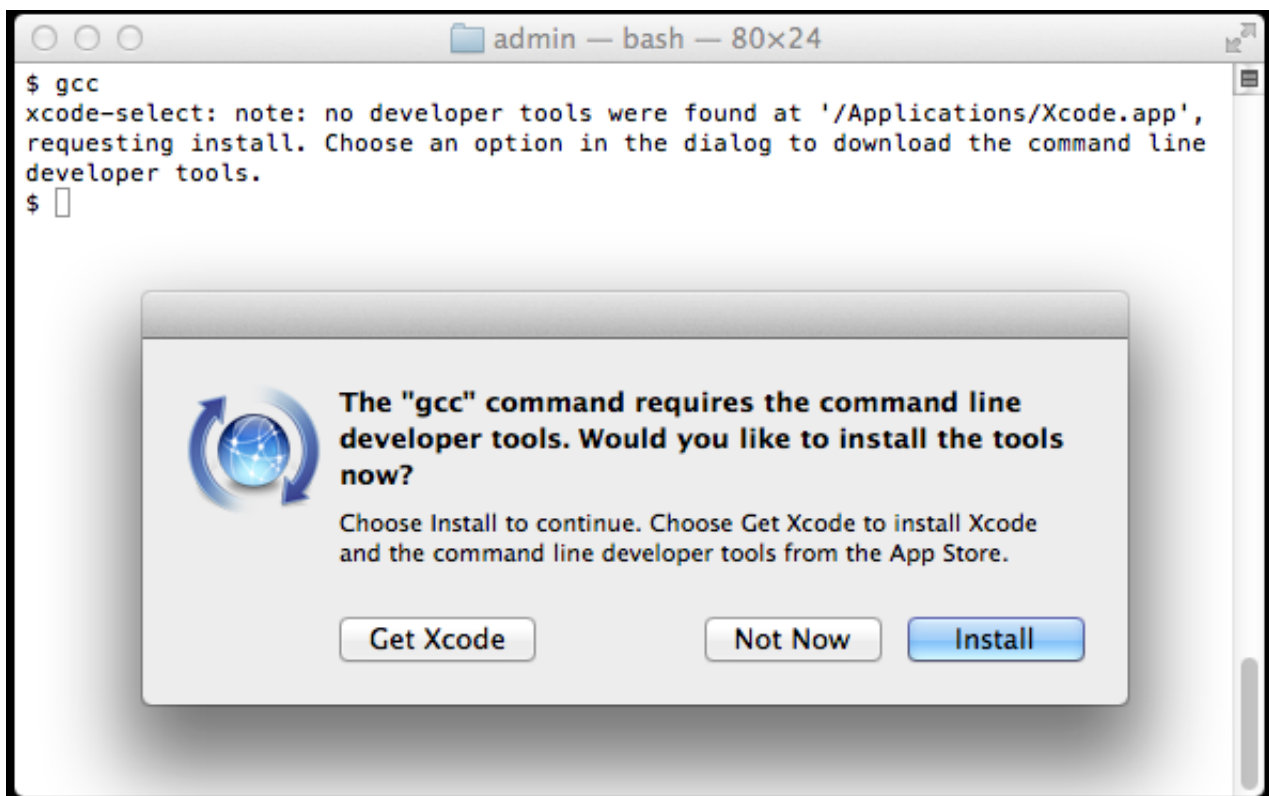 admin — bash — 80×24
$ gcc
xcode-select: note: no developer tools were found at '/Applications/Xcode.app',
requesting install. Choose an option in the dialog to download the command line
developer tools.
$
The "gcc" command requires the command line
developer tools. Would you like to install the tools
now?
Choose Install to continue. Choose Get Xcode to install Xcode
and the command line developer tools from the App Store.
Get Xcode
Not Now
Install